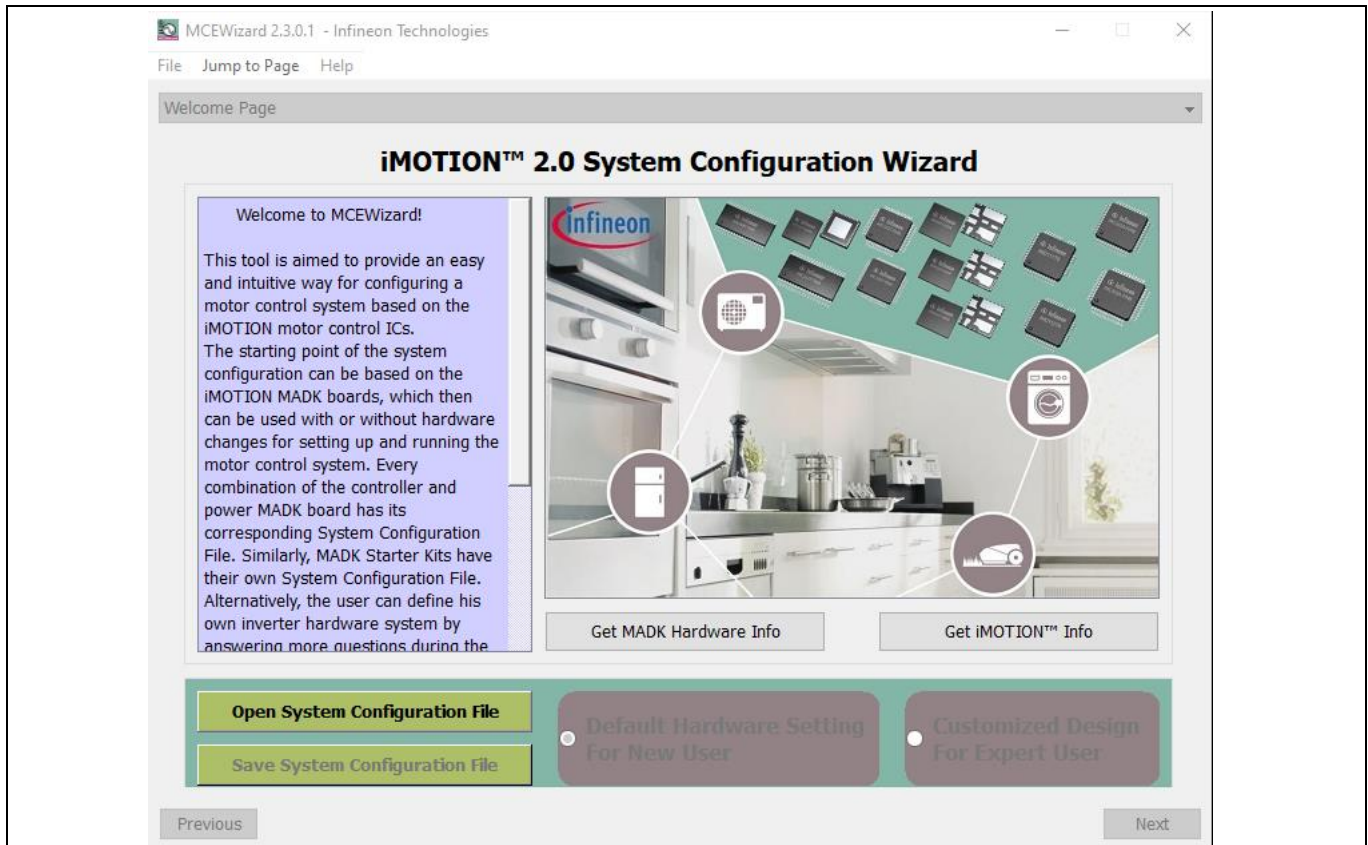 MCEWizard 2.3.0.1 - Infineon Technologies
File Jump to Page Help
Welcome Page
iMOTION™ 2.0 System Configuration Wizard
Welcome to MCEWizard!
This tool is aimed to provide an easy
and intuitive way for configuring a
motor control system based on the
iMOTION motor control ICs.
The starting point of the system
configuration can be based on the
iMOTION MADK boards, which then
can be used with or without hardware
changes for setting up and running the
motor control system. Every
combination of the controller and
power MADK board has its
corresponding System Configuration
File. Similarly, MADK Starter Kits have
their own System Configuration File.
Alternatively, the user can define his
own inverter hardware system by
answering more questions during the
infineon
Get MADK Hardware Info
Get iMOTION™ Info
Open System Configuration File
Save System Configuration File
Default Hardware Setting
For New User
Customized Design
For Expert User
Previous
Next